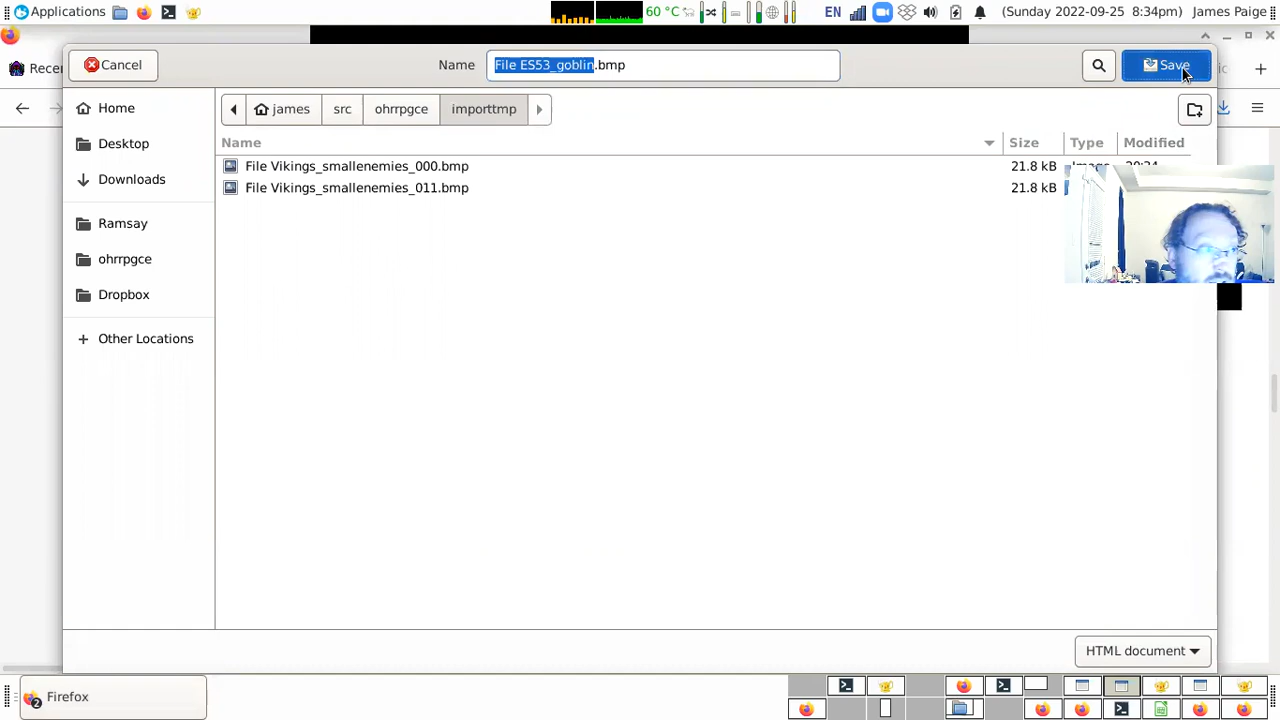 Applications
60 °C
EN
(Sunday 2022-09-25 8:34pm)
James Paige
Recen
Cancel
Name
File ES53_goblin.bmp
Save
james
src
ohrrpgce
importtmp
Home
Desktop
Downloads
Ramsay
ohrrpgce
Dropbox
Other Locations
Name
Size
Type
Modified
File Vikings_smallenemies_000.bmp
21.8 kB
File Vikings_smallenemies_011.bmp
21.8 kB
HTML document
Firefox
2